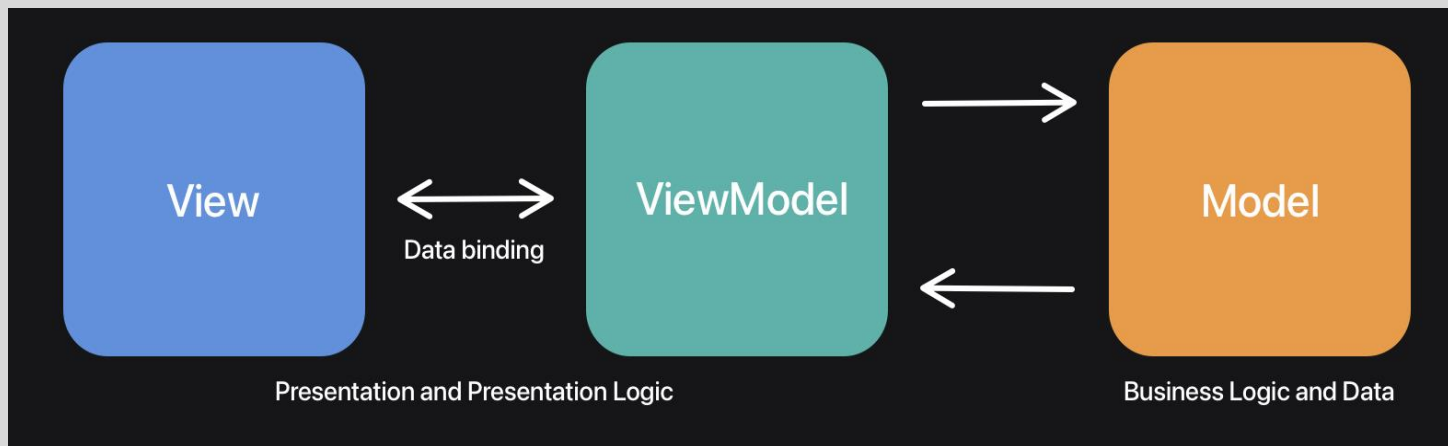 View
Data binding
ViewModel
Model
Presentation and Presentation Logic
Business Logic and Data